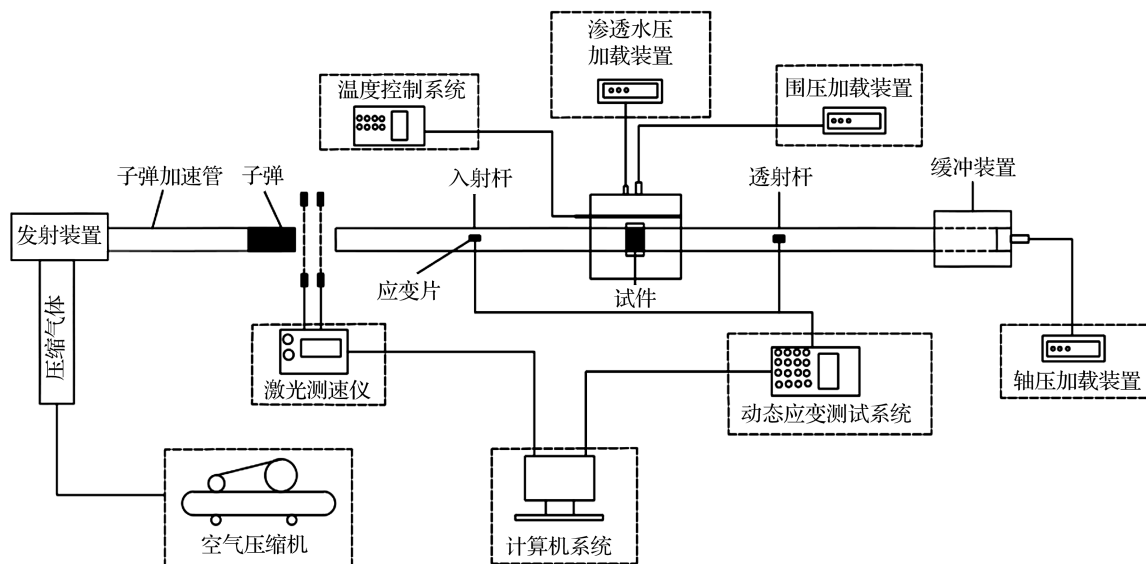 渗透水压
加载装置
温度控制系统
围压加载装置
子弹加速管
子弹
入射杆
透射杆
缓冲装置
发射装置
应变片
试件
压缩气体
激光测速仪
动态应变测试系统
轴压加载装置
空气压缩机
计算机系统